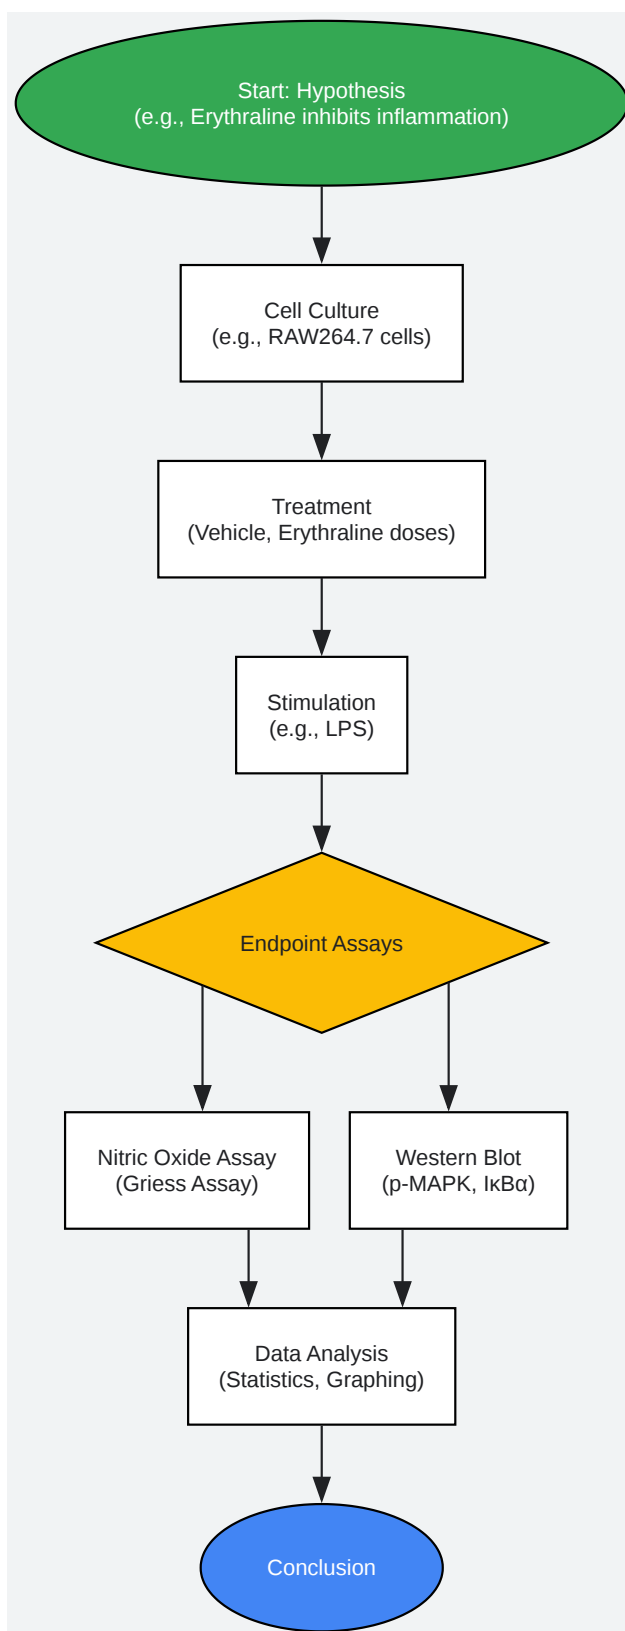 Start: Hypothesis
(e.g., Erythraline inhibits inflammation)
Cell Culture
(e.g., RAW264.7 cells)
Treatment
(Vehicle, Erythraline doses)
Stimulation
(e.g., LPS)
Endpoint Assays
Nitric Oxide Assay
(Griess Assay)
Western Blot
(p-MAPK, IκBα)
Data Analysis
(Statistics, Graphing)
Conclusion